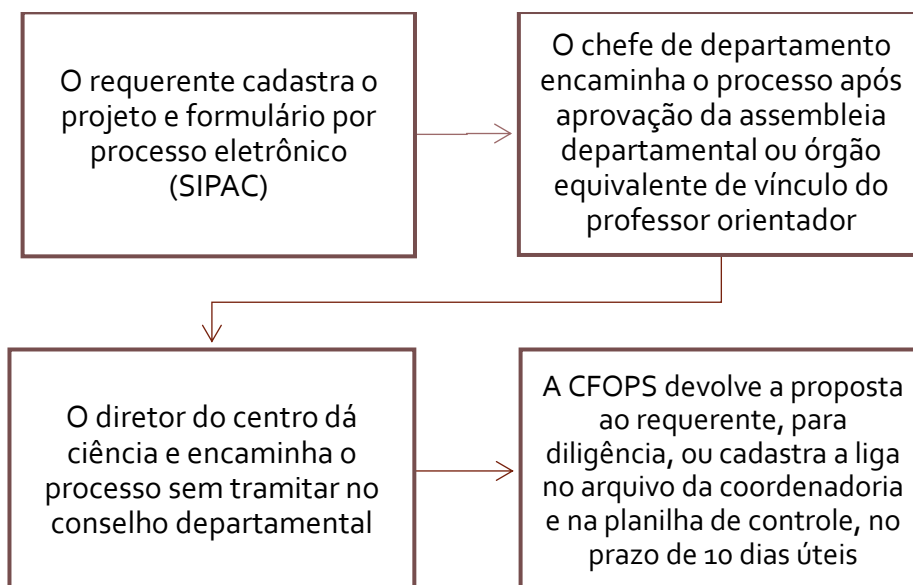 O requerente cadastra o
projeto e formulário por
processo eletrônico
(SIPAC)
O chefe de departamento
encaminha o processo após
aprovação da assembleia
departamental ou órgão
equivalente de vínculo do
professor orientador
O diretor do centro dá
ciência e encaminha o
processo sem tramitar no
conselho departamental
A CFOPS devolve a proposta
ao requerente, para
diligência, ou cadastra a liga
no arquivo da coordenadoria
e na planilha de controle, no
prazo de 10 dias úteis